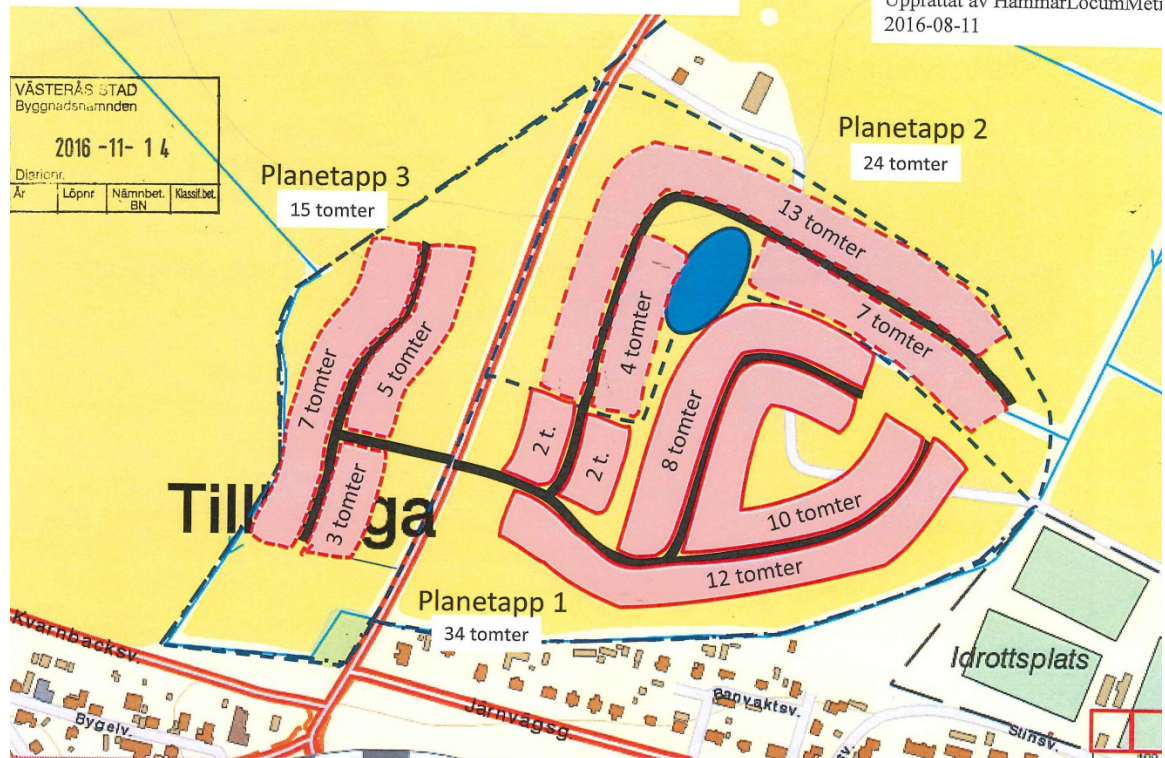 Upprättat av HammarLocumMetr
2016-08-11
VÄSTERÅS STAD
Byggnadsnämnden
2016 -11- 1 4
Diarienr.
År Löpnr Nämnbet. Klassif.bet.
BN
Planetapp 2
24 tomter
Planetapp 3
15 tomter
13 tomter
7 tomter
4 tomter
7 tomter
5 tomter
3 tomter
2 t.
2 t.
8 tomter
10 tomter
12 tomter
Planetapp 1
34 tomter
Kvarnbacksv.
Bygelv.
Järnvägsg
Banvaktsv.
Idrottsplats